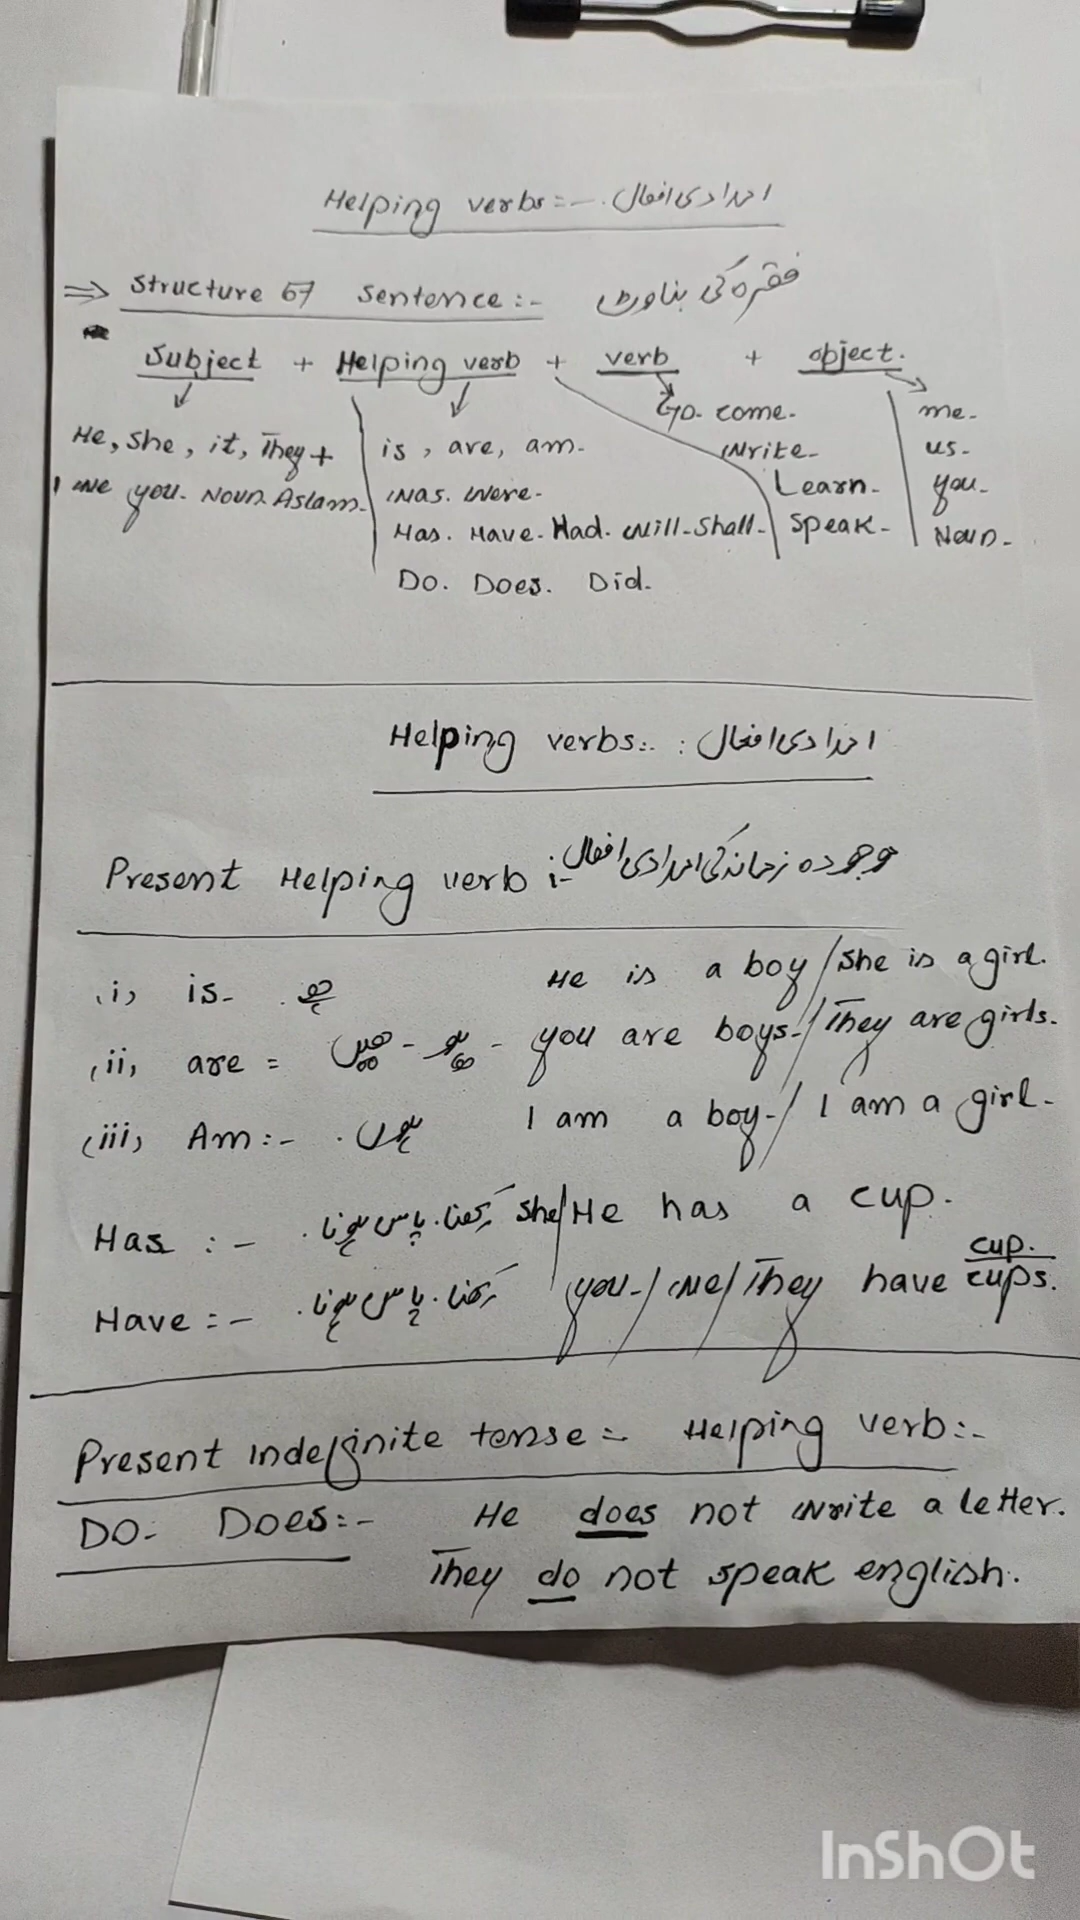 Helping verbs:- امدادی افعال
⇒ Structure of Sentence:- فقرہ کی بناوٹ
Subject + Helping verb + verb + object.
Go. come. me.
He, she, it, They + is, are, am. write. us.
I we you. Noun. Aslam. was. were. Learn. you.
Has. Have. Had. will. shall. speak. Noun.
Do. Does. Did.
Helping verbs:. امدادی افعال
Present Helping verb :- موجودہ زمانہ کی امدادی افعال
(i) is- ہے He is a boy / She is a girl.
(ii) are = ہیں - ہو - you are boys. / They are girls.
(iii) Am :- ہوں. I am a boy. / I am a girl.
Has :- رکھنا. پاس ہونا. she/He has a cup.
cup.
Have :- رکھنا. پاس ہونا. you / we / They have cups.
Present indefinite tense = Helping verb:-
DO- DOES:- He does not write a letter.
They do not speak english.
InShOt